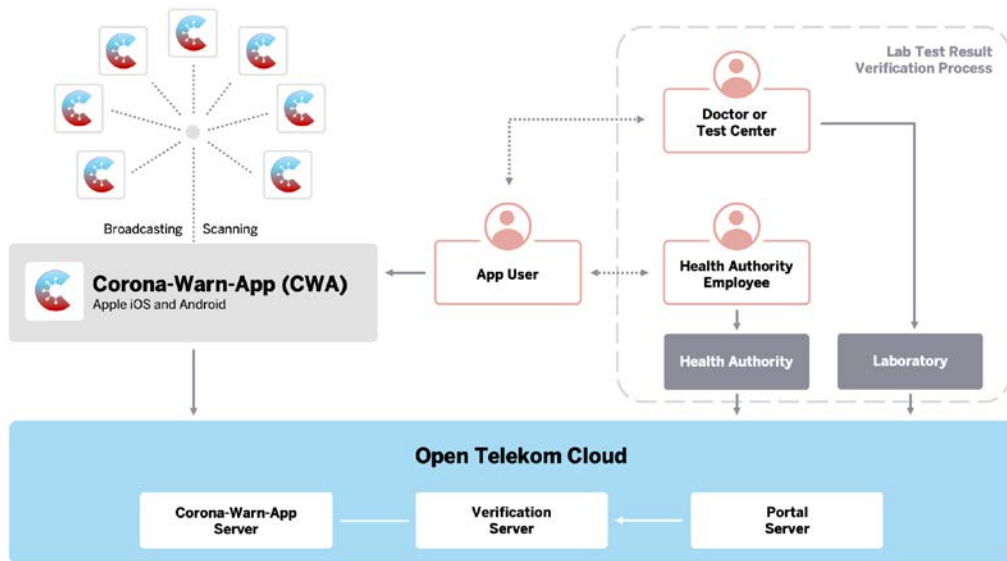 Lab Test Result
Verification Process
Doctor or
Test Center
Broadcasting
Scanning
Corona-Warn-App (CWA)
Apple iOS and Android
App User
Health Authority
Employee
Health Authority
Laboratory
Open Telekom Cloud
Corona-Warn-App
Server
Verification
Server
Portal
Server